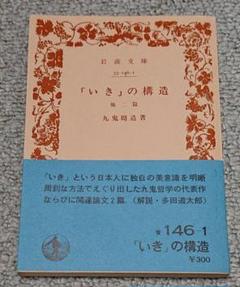 岩波文庫
33-146-1
「いき」の構造
他二篇
九鬼周造著
「いき」という日本人に独自の美意識を明晰
周到な方法でえぐり出した九鬼哲学の代表作
ならびに関連論文2篇．（解説・多田道太郎）
青146-1
「いき」の構造
¥300